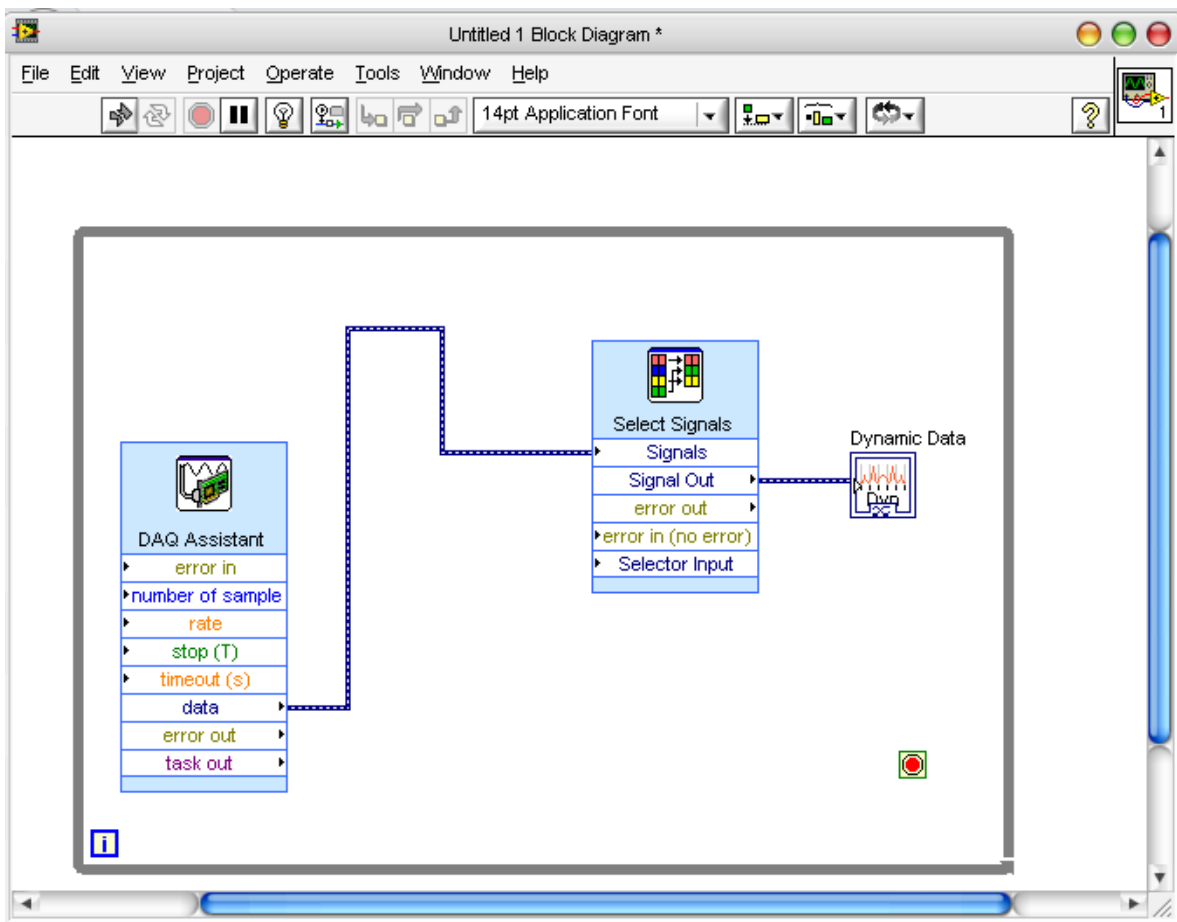 Untitled 1 Block Diagram *
File Edit View Project Operate Tools Window Help
14pt Application Font
1
Select Signals
Signals
Signal Out
error out
error in (no error)
Selector Input
Dynamic Data
Dyn
DAQ Assistant
error in
number of sample
rate
stop (T)
timeout (s)
data
error out
task out
i